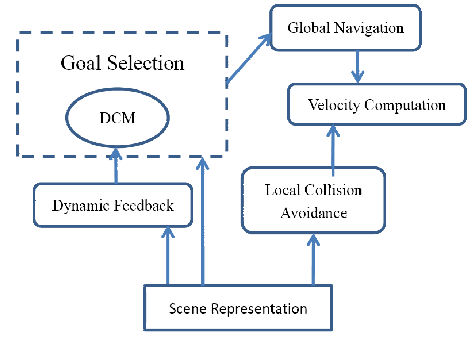 Global Navigation
Goal Selection
Velocity Computation
DCM
Dynamic Feedback
Local Collision
Avoidance
Scene Representation